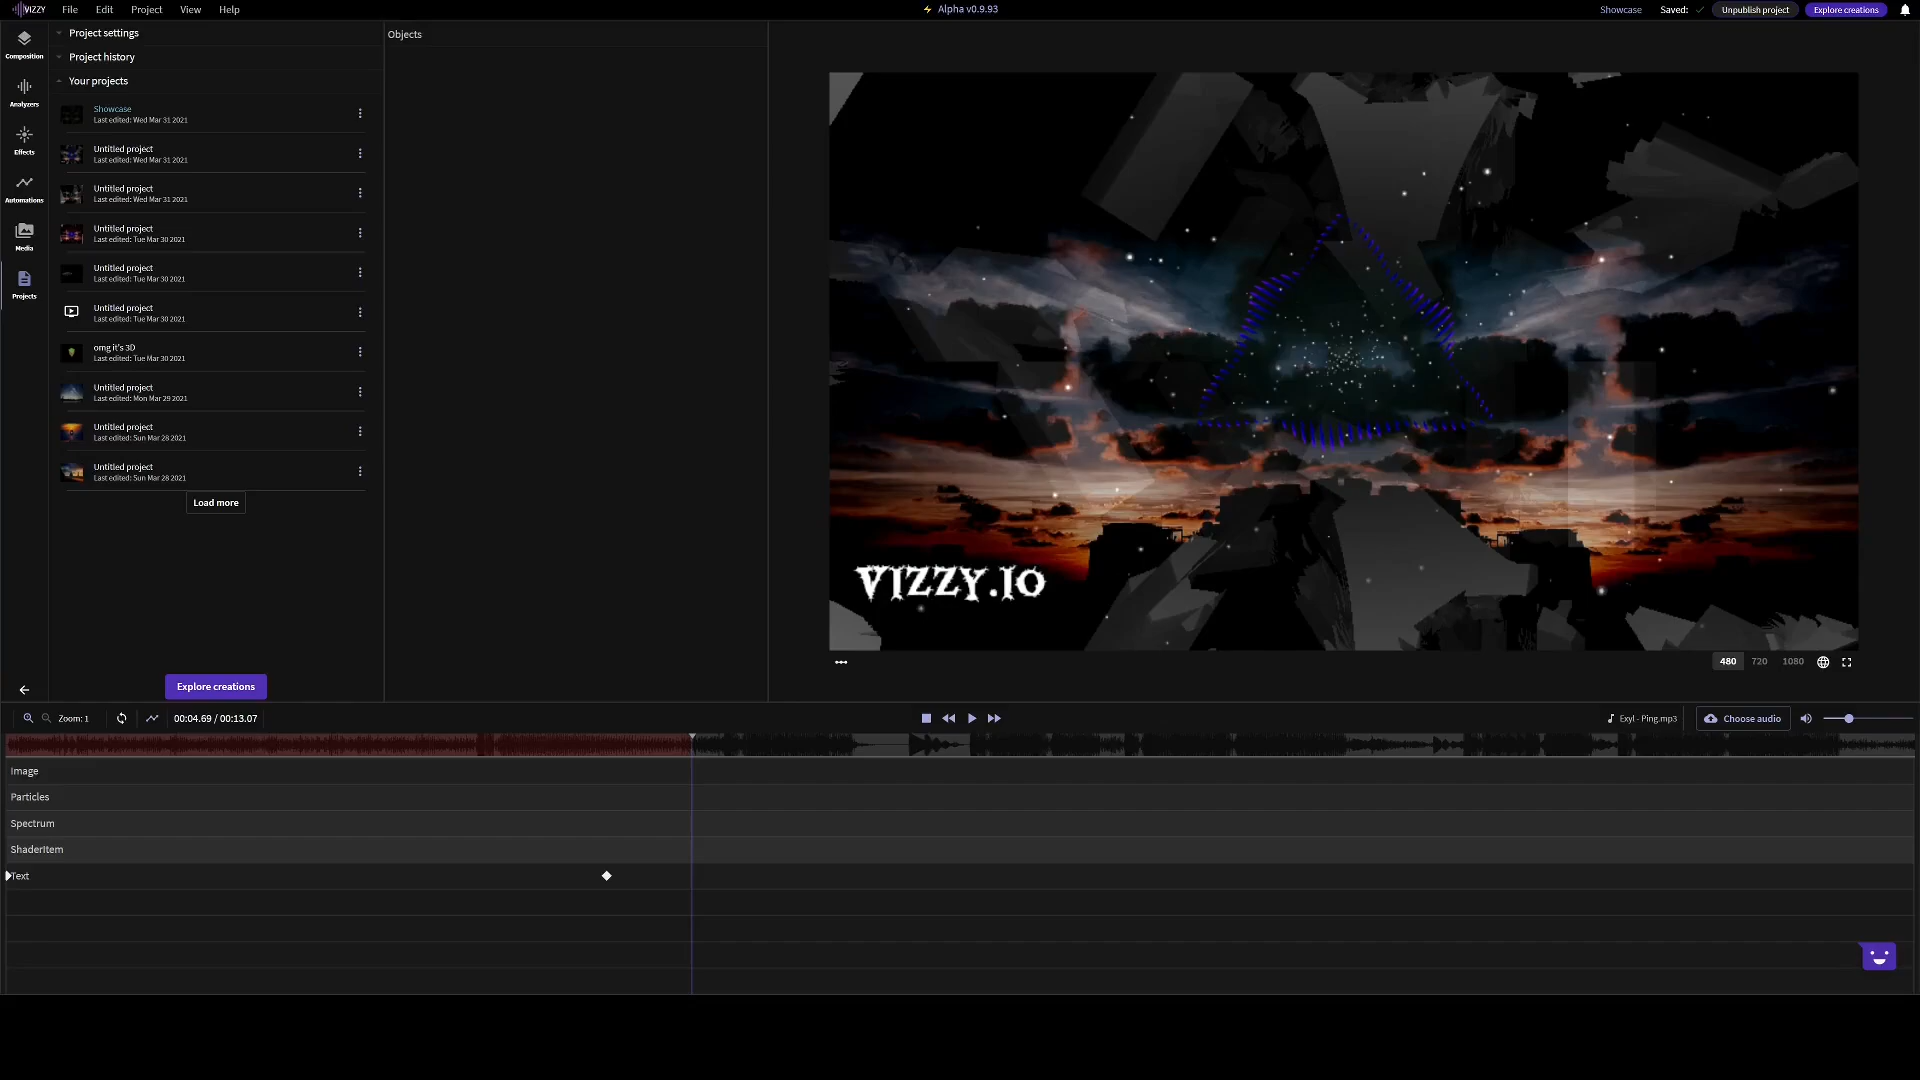 VIZZY
File
Edit
Project
View
Help
Alpha v0.9.93
Showcase
Saved:
Unpublish project
Explore creations
Composition
Analyzers
Effects
Automations
Media
Projects
Project settings
Project history
Your projects
Showcase
Last edited: Wed Mar 31 2021
Untitled project
Last edited: Wed Mar 31 2021
Untitled project
Last edited: Wed Mar 31 2021
Untitled project
Last edited: Tue Mar 30 2021
Untitled project
Last edited: Tue Mar 30 2021
Untitled project
Last edited: Tue Mar 30 2021
omg it's 3D
Last edited: Tue Mar 30 2021
Untitled project
Last edited: Mon Mar 29 2021
Untitled project
Last edited: Sun Mar 28 2021
Untitled project
Last edited: Sun Mar 28 2021
Load more
Explore creations
Objects
VIZZY.IO
480
720
1080
Zoom: 1
00:04.69 / 00:13.07
Exyl - Ping.mp3
Choose audio
Image
Particles
Spectrum
ShaderItem
Text